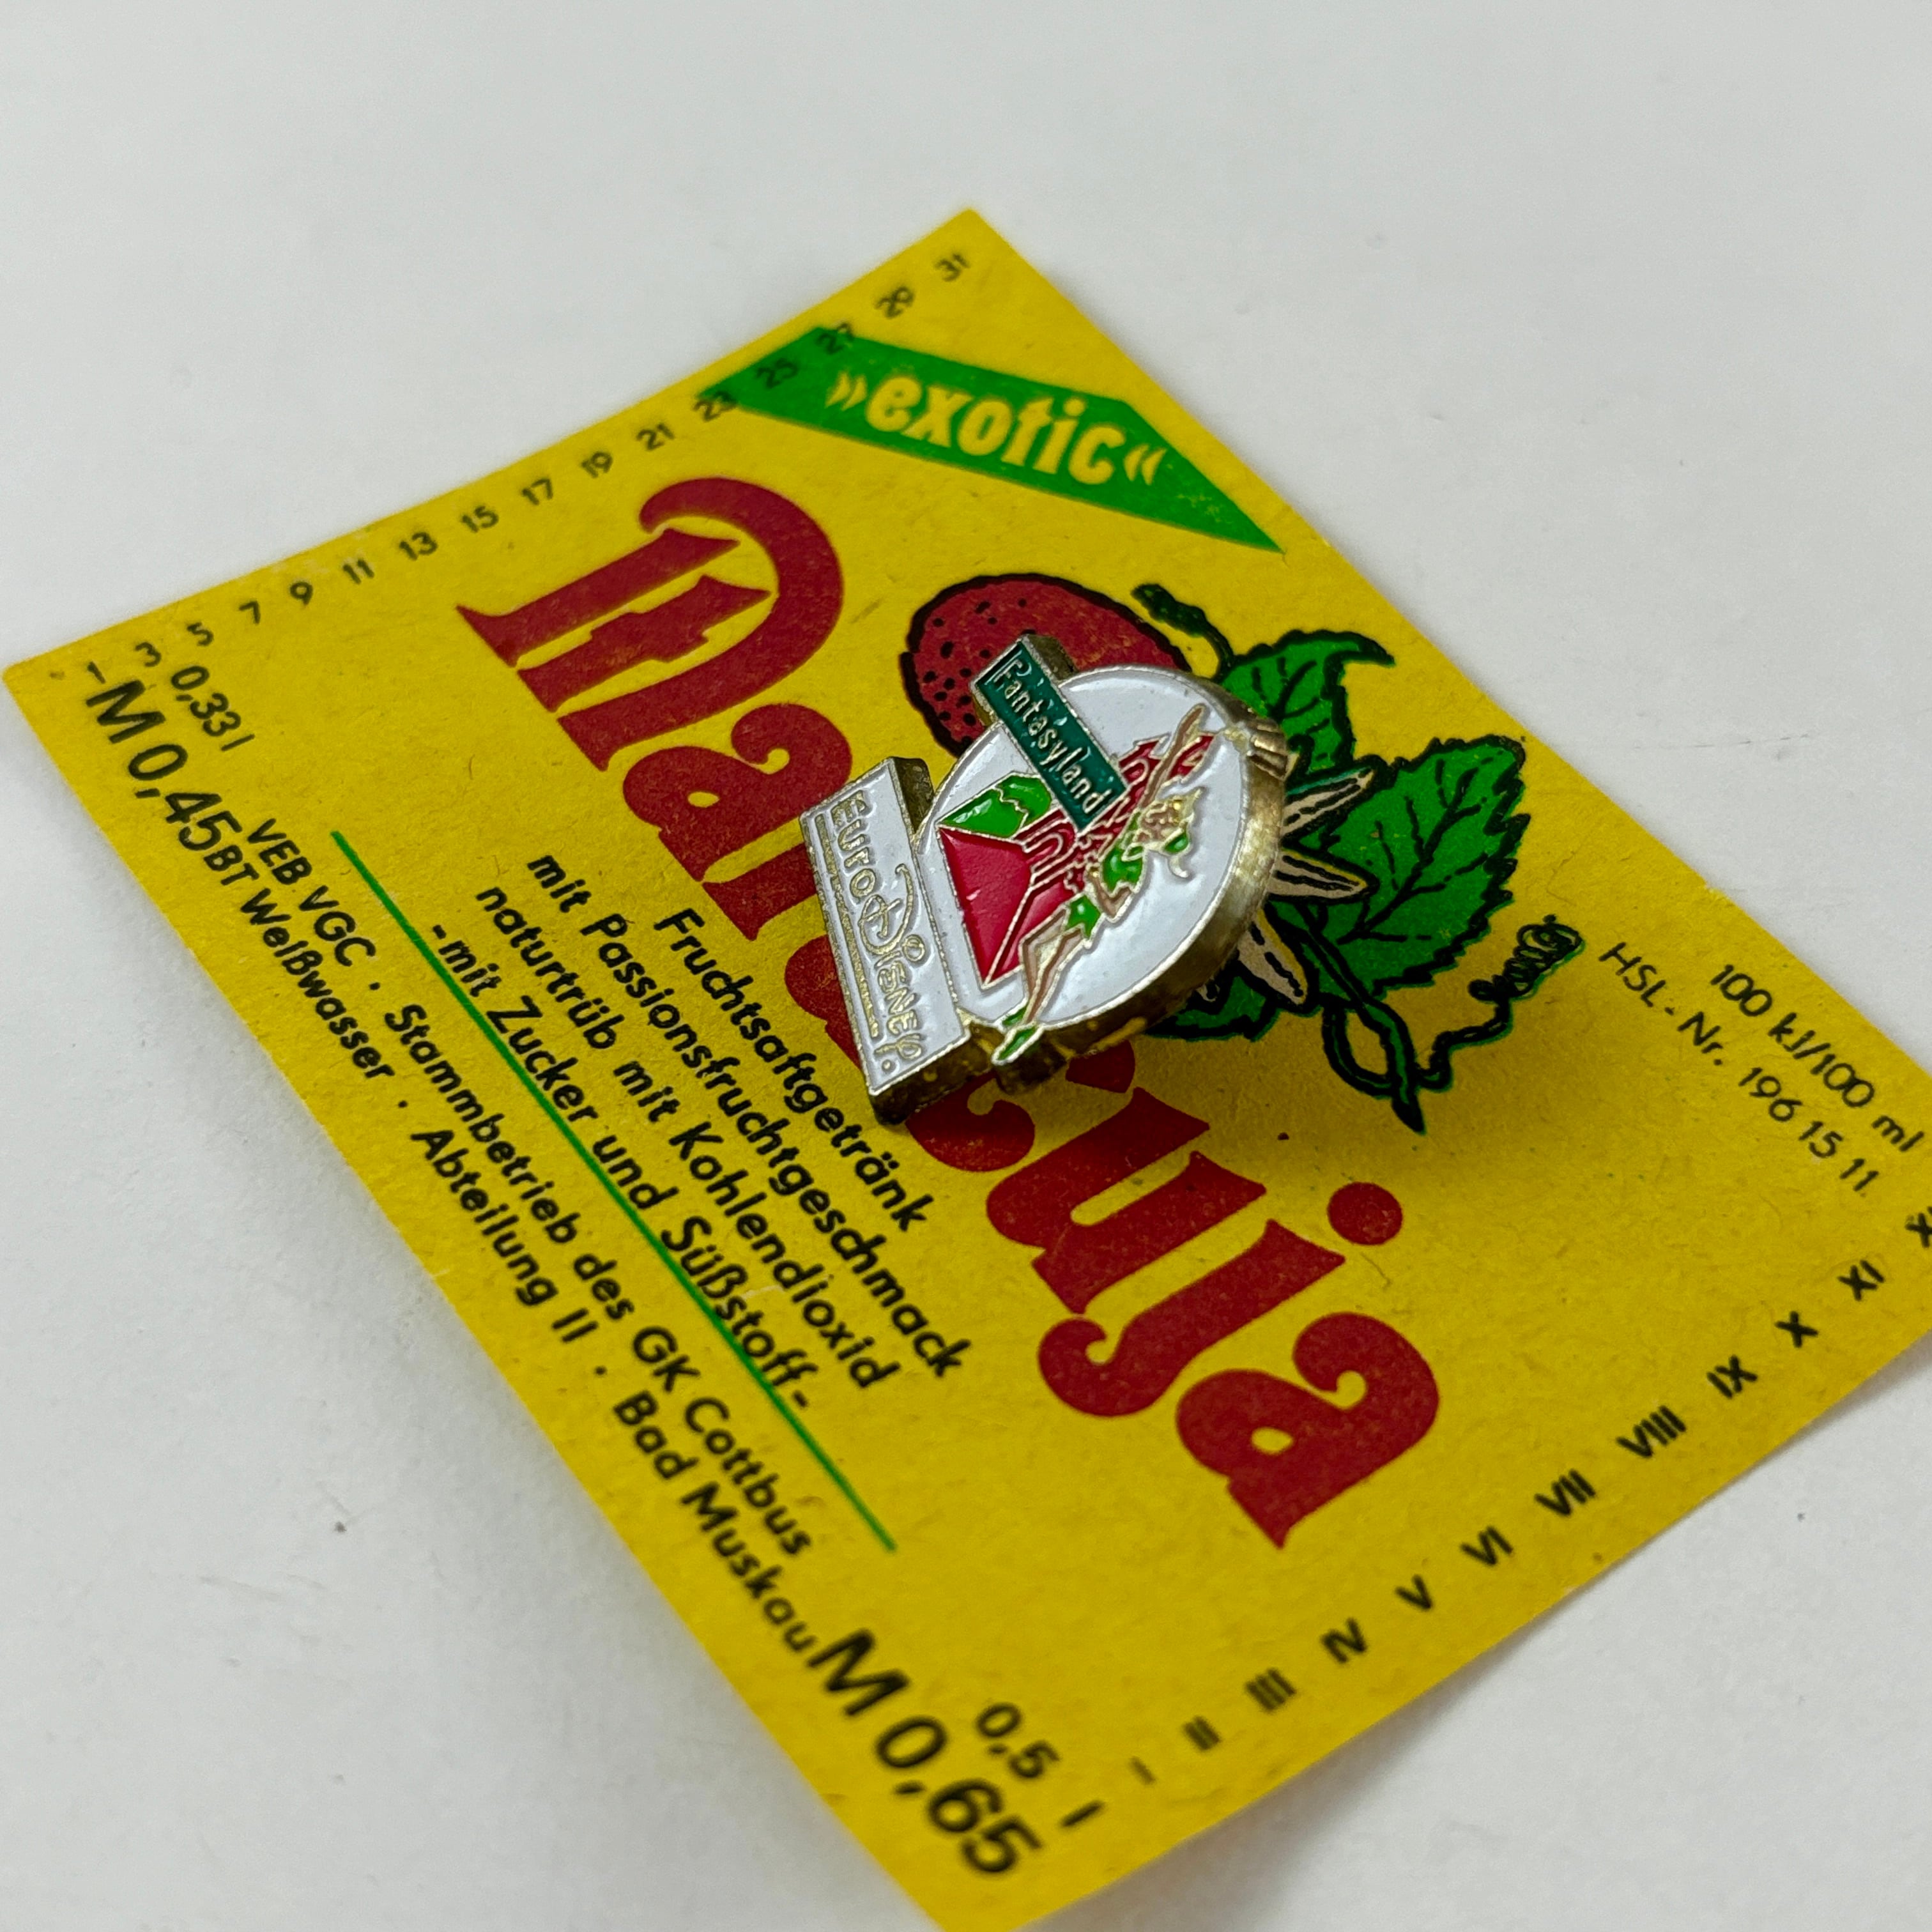 1 3 5 7 9 11 13 15 17 19 21 23 25 27 29 31
»exotic«
Fantasyland
EURO DISNEY.
Fruchtsaftgetränk
mit Passionsfruchtgeschmack
naturtrüb mit Kohlendioxid
-mit Zucker und Süßstoff-
VEB VGC · Stammbetrieb des GK Cottbus
BT Weißwasser · Abteilung II · Bad Muskau
0,33 l
-M 0,45
0,5 l
M 0,65
100 kJ/100 ml
HSL-Nr. 196 15 11
I II III IV V VI VII VIII IX X XI